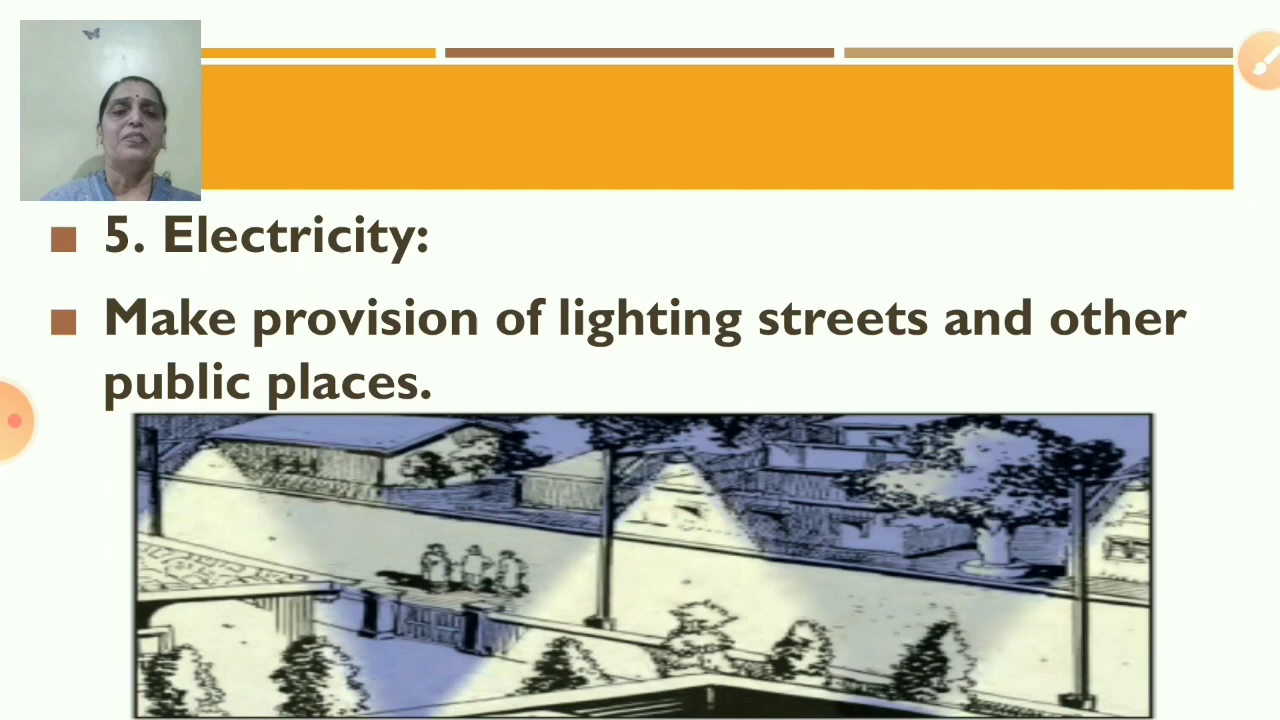 5. Electricity:
Make provision of lighting streets and other
public places.